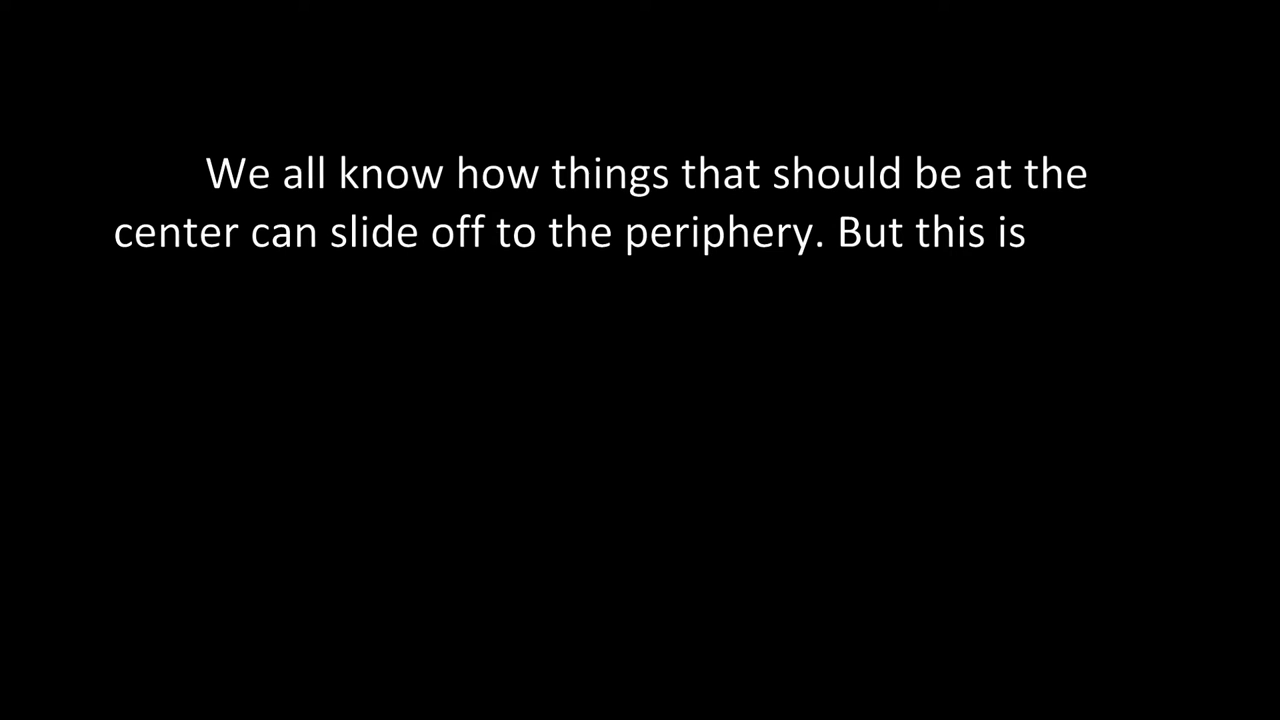 We all know how things that should be at the
center can slide off to the periphery. But this is